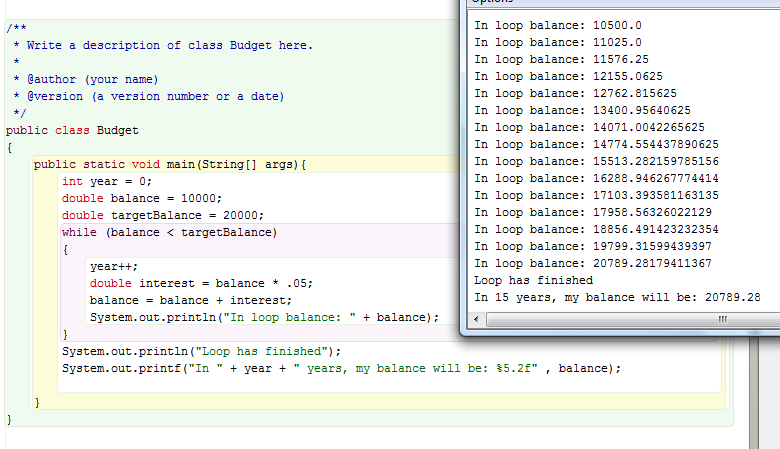 /**
 * Write a description of class Budget here.
 *
 * @author (your name)
 * @version (a version number or a date)
 */
public class Budget
{
    public static void main(String[] args){
        int year = 0;
        double balance = 10000;
        double targetBalance = 20000;
        while (balance < targetBalance)
        {
            year++;
            double interest = balance * .05;
            balance = balance + interest;
            System.out.println("In loop balance: " + balance);
        }
        System.out.println("Loop has finished");
        System.out.printf("In " + year + " years, my balance will be: %5.2f" , balance);
    }
}
Options
In loop balance: 10500.0
In loop balance: 11025.0
In loop balance: 11576.25
In loop balance: 12155.0625
In loop balance: 12762.815625
In loop balance: 13400.95640625
In loop balance: 14071.0042265625
In loop balance: 14774.554437890625
In loop balance: 15513.282159785156
In loop balance: 16288.946267774414
In loop balance: 17103.393581163135
In loop balance: 17958.56326022129
In loop balance: 18856.491423232354
In loop balance: 19799.31599439397
In loop balance: 20789.28179411367
Loop has finished
In 15 years, my balance will be: 20789.28